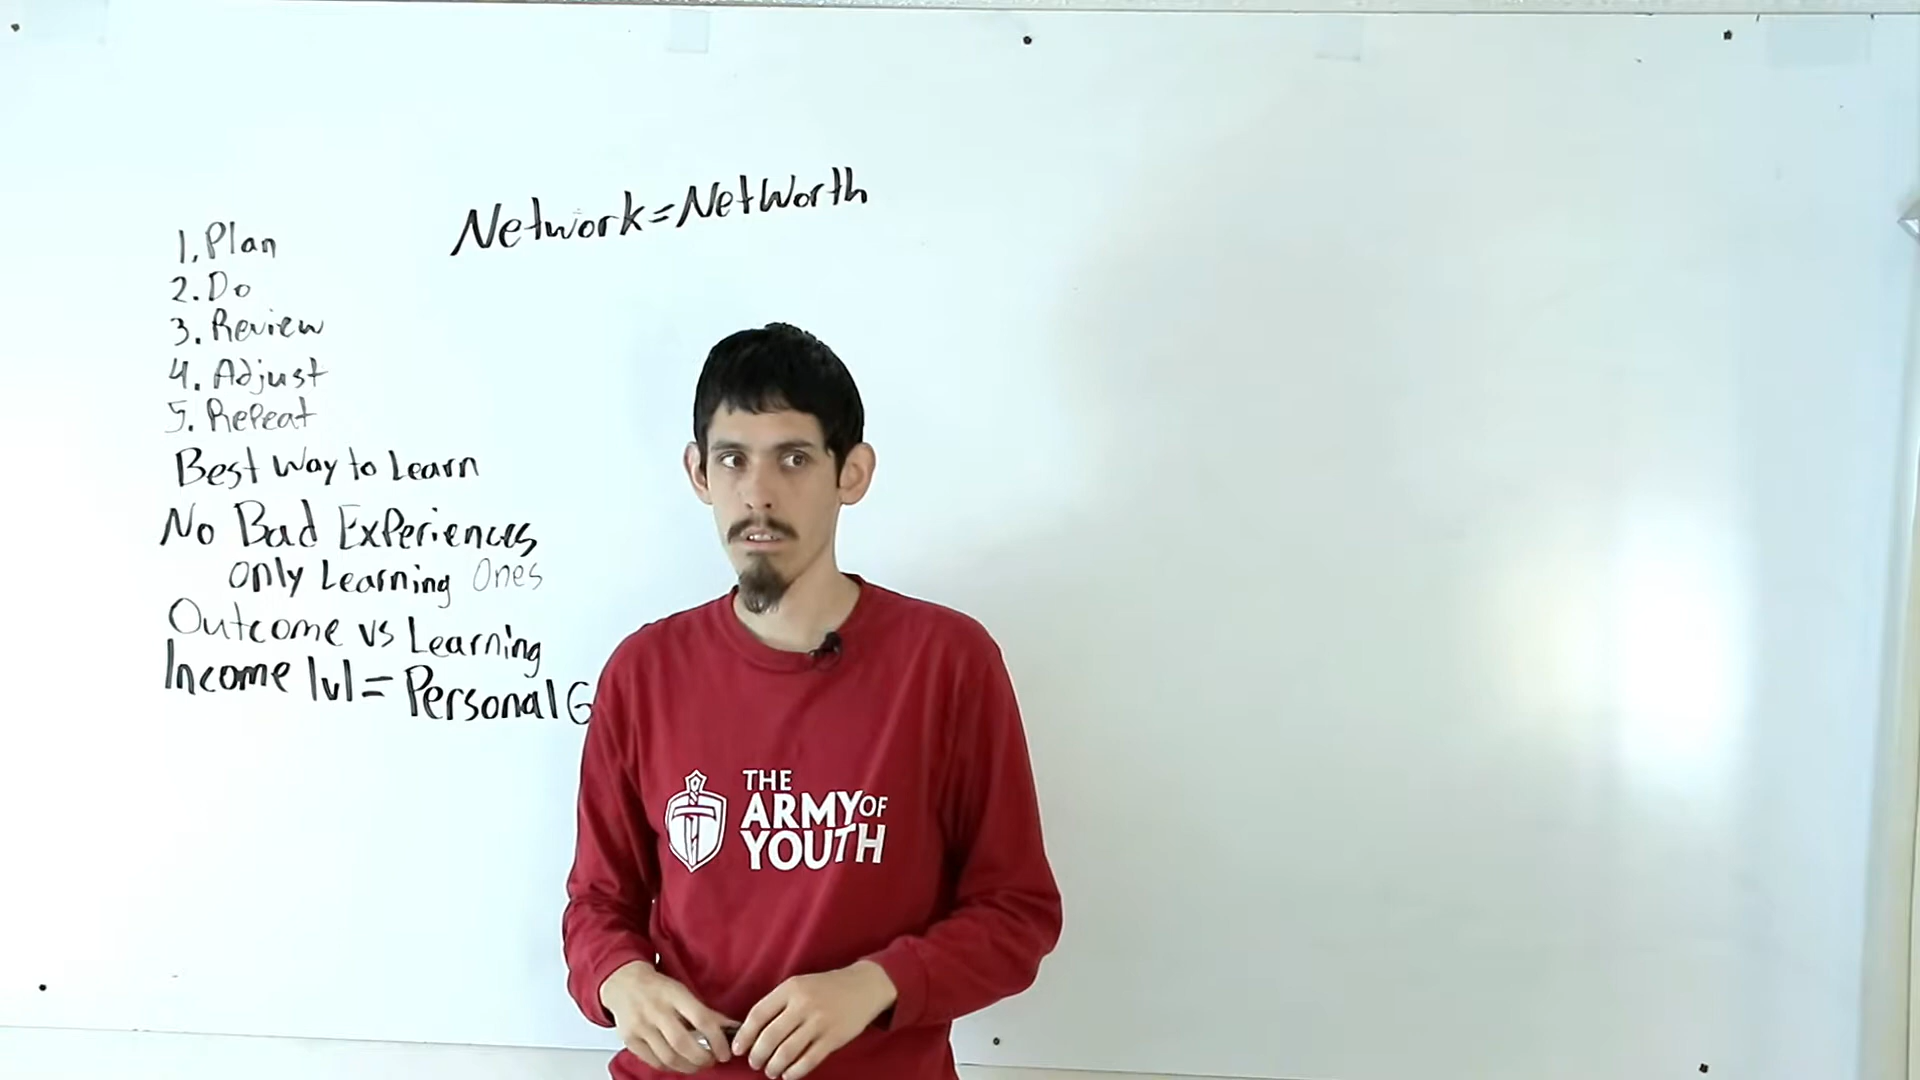 Network=NetWorth
1. Plan
2. Do
3. Review
4. Adjust
5. Repeat
Best Way to Learn
No Bad Experiences
only Learning Ones
Outcome vs Learning
Income lvl = Personal G
THE
ARMY OF
YOUTH